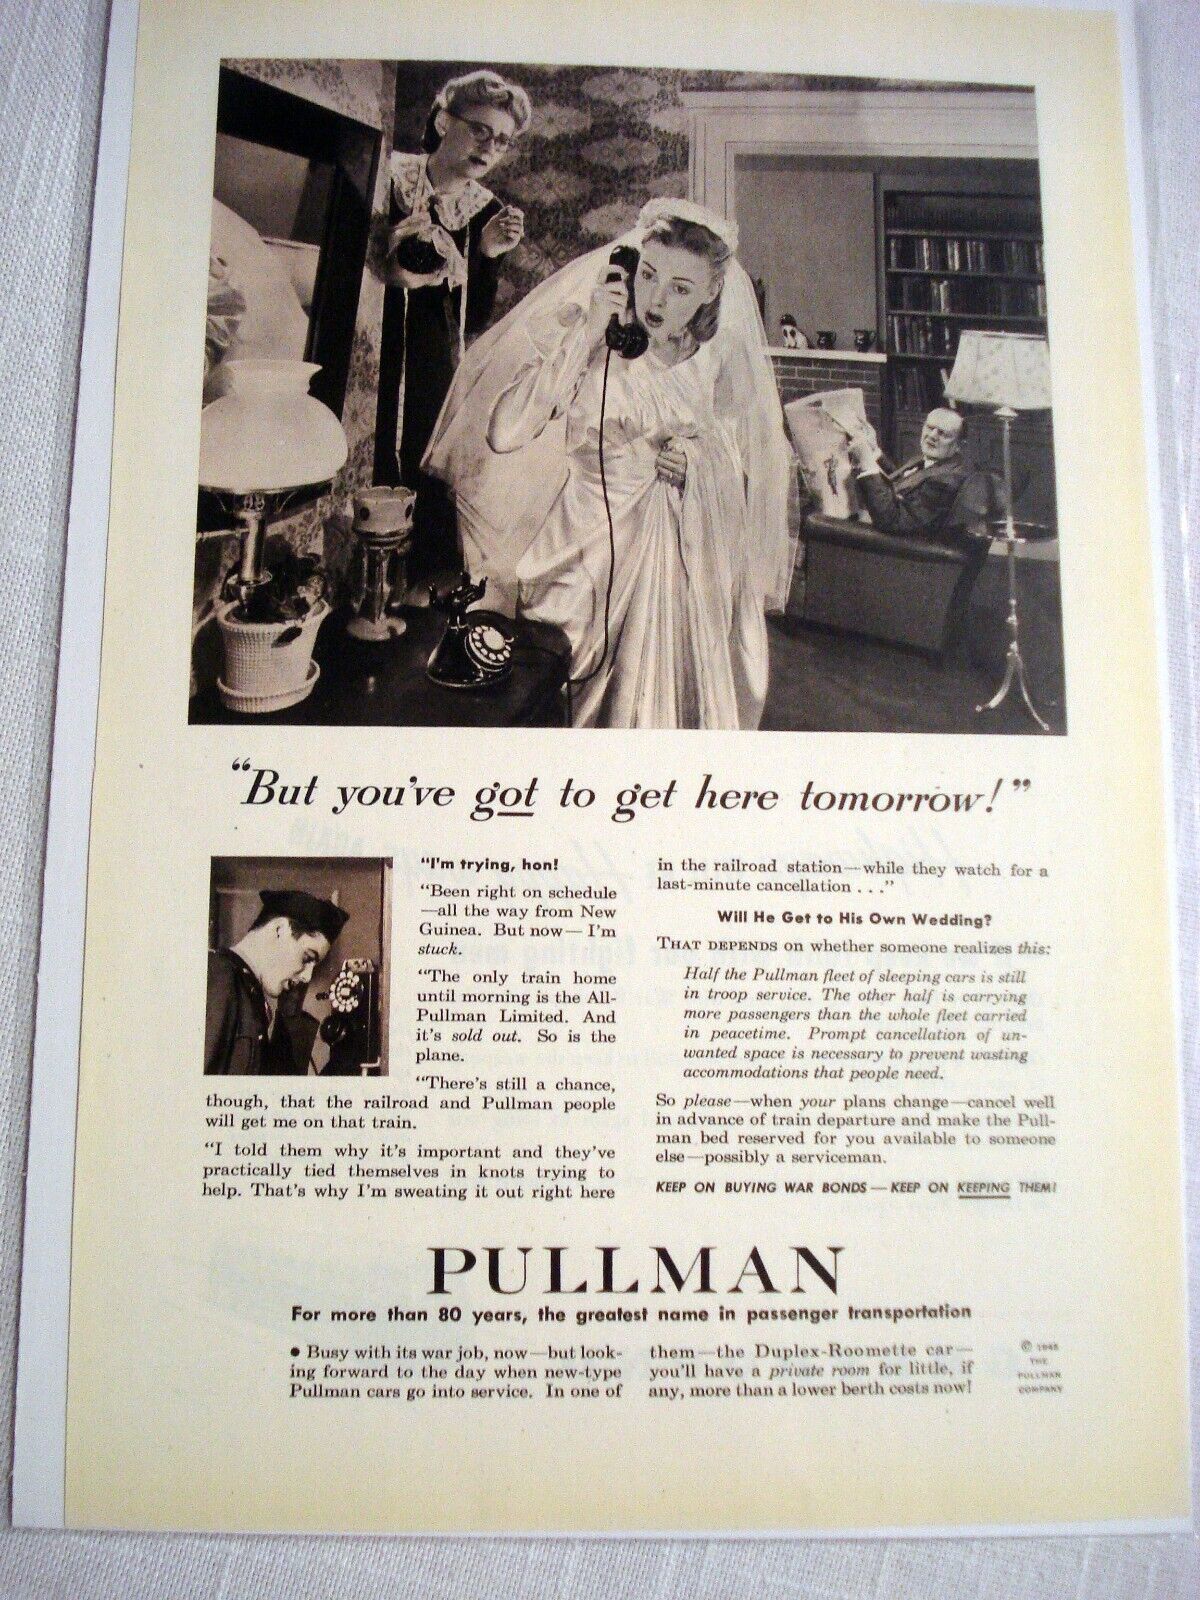 “But you’ve got to get here tomorrow!”
“I'm trying, hon!
“Been right on schedule
—all the way from New
Guinea. But now—I’m
stuck.
“The only train home
until morning is the All-
Pullman Limited. And
it’s sold out. So is the
plane.
“There’s still a chance,
though, that the railroad and Pullman people
will get me on that train.
“I told them why it’s important and they’ve
practically tied themselves in knots trying to
help. That’s why I’m sweating it out right here
in the railroad station—while they watch for a
last-minute cancellation . . .”
Will He Get to His Own Wedding?
THAT DEPENDS on whether someone realizes this:
Half the Pullman fleet of sleeping cars is still
in troop service. The other half is carrying
more passengers than the whole fleet carried
in peacetime. Prompt cancellation of un-
wanted space is necessary to prevent wasting
accommodations that people need.
So please—when your plans change—cancel well
in advance of train departure and make the Pull-
man bed reserved for you available to someone
else—possibly a serviceman.
KEEP ON BUYING WAR BONDS—KEEP ON KEEPING THEM!
PULLMAN
For more than 80 years, the greatest name in passenger transportation
● Busy with its war job, now—but look-
ing forward to the day when new-type
Pullman cars go into service. In one of
them—the Duplex-Roomette car—
you’ll have a private room for little, if
any, more than a lower berth costs now!
© 1945
THE
PULLMAN
COMPANY